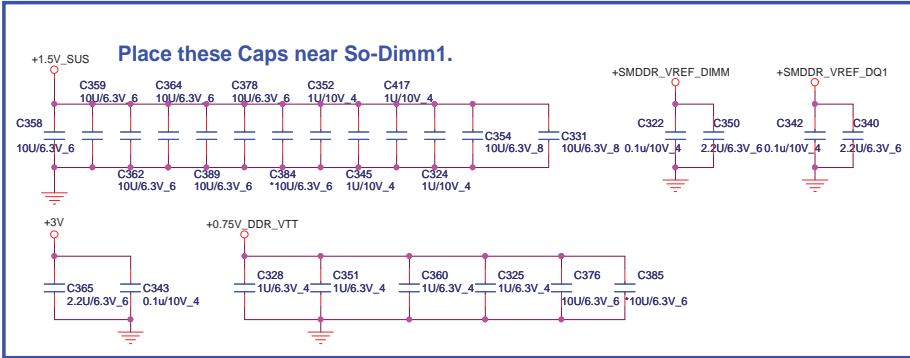 Place these Caps near So-Dimm1.
+1.5V_SUS
+SMDDR_VREF_DIMM
+SMDDR_VREF_DQ1
C359
10U/6.3V_6
C364
10U/6.3V_6
C378
10U/6.3V_6
C352
1U/10V_4
C417
1U/10V_4
C358
10U/6.3V_6
C354
10U/6.3V_8
C331
10U/6.3V_8
C322
0.1u/10V_4
C350
2.2U/6.3V_6
C342
0.1u/10V_4
C340
2.2U/6.3V_6
C362
10U/6.3V_6
C389
10U/6.3V_6
C384
*10U/6.3V_6
C345
1U/10V_4
C324
1U/10V_4
+3V
+0.75V_DDR_VTT
C365
2.2U/6.3V_6
C343
0.1u/10V_4
C328
1U/6.3V_4
C351
1U/6.3V_4
C360
1U/6.3V_4
C325
1U/6.3V_4
C376
10U/6.3V_6
C385
*10U/6.3V_6